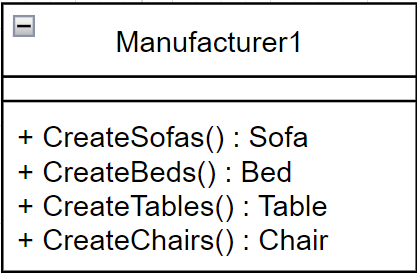 Manufacturer1
+ CreateSofas() : Sofa
+ CreateBeds() : Bed
+ CreateTables() : Table
+ CreateChairs() : Chair